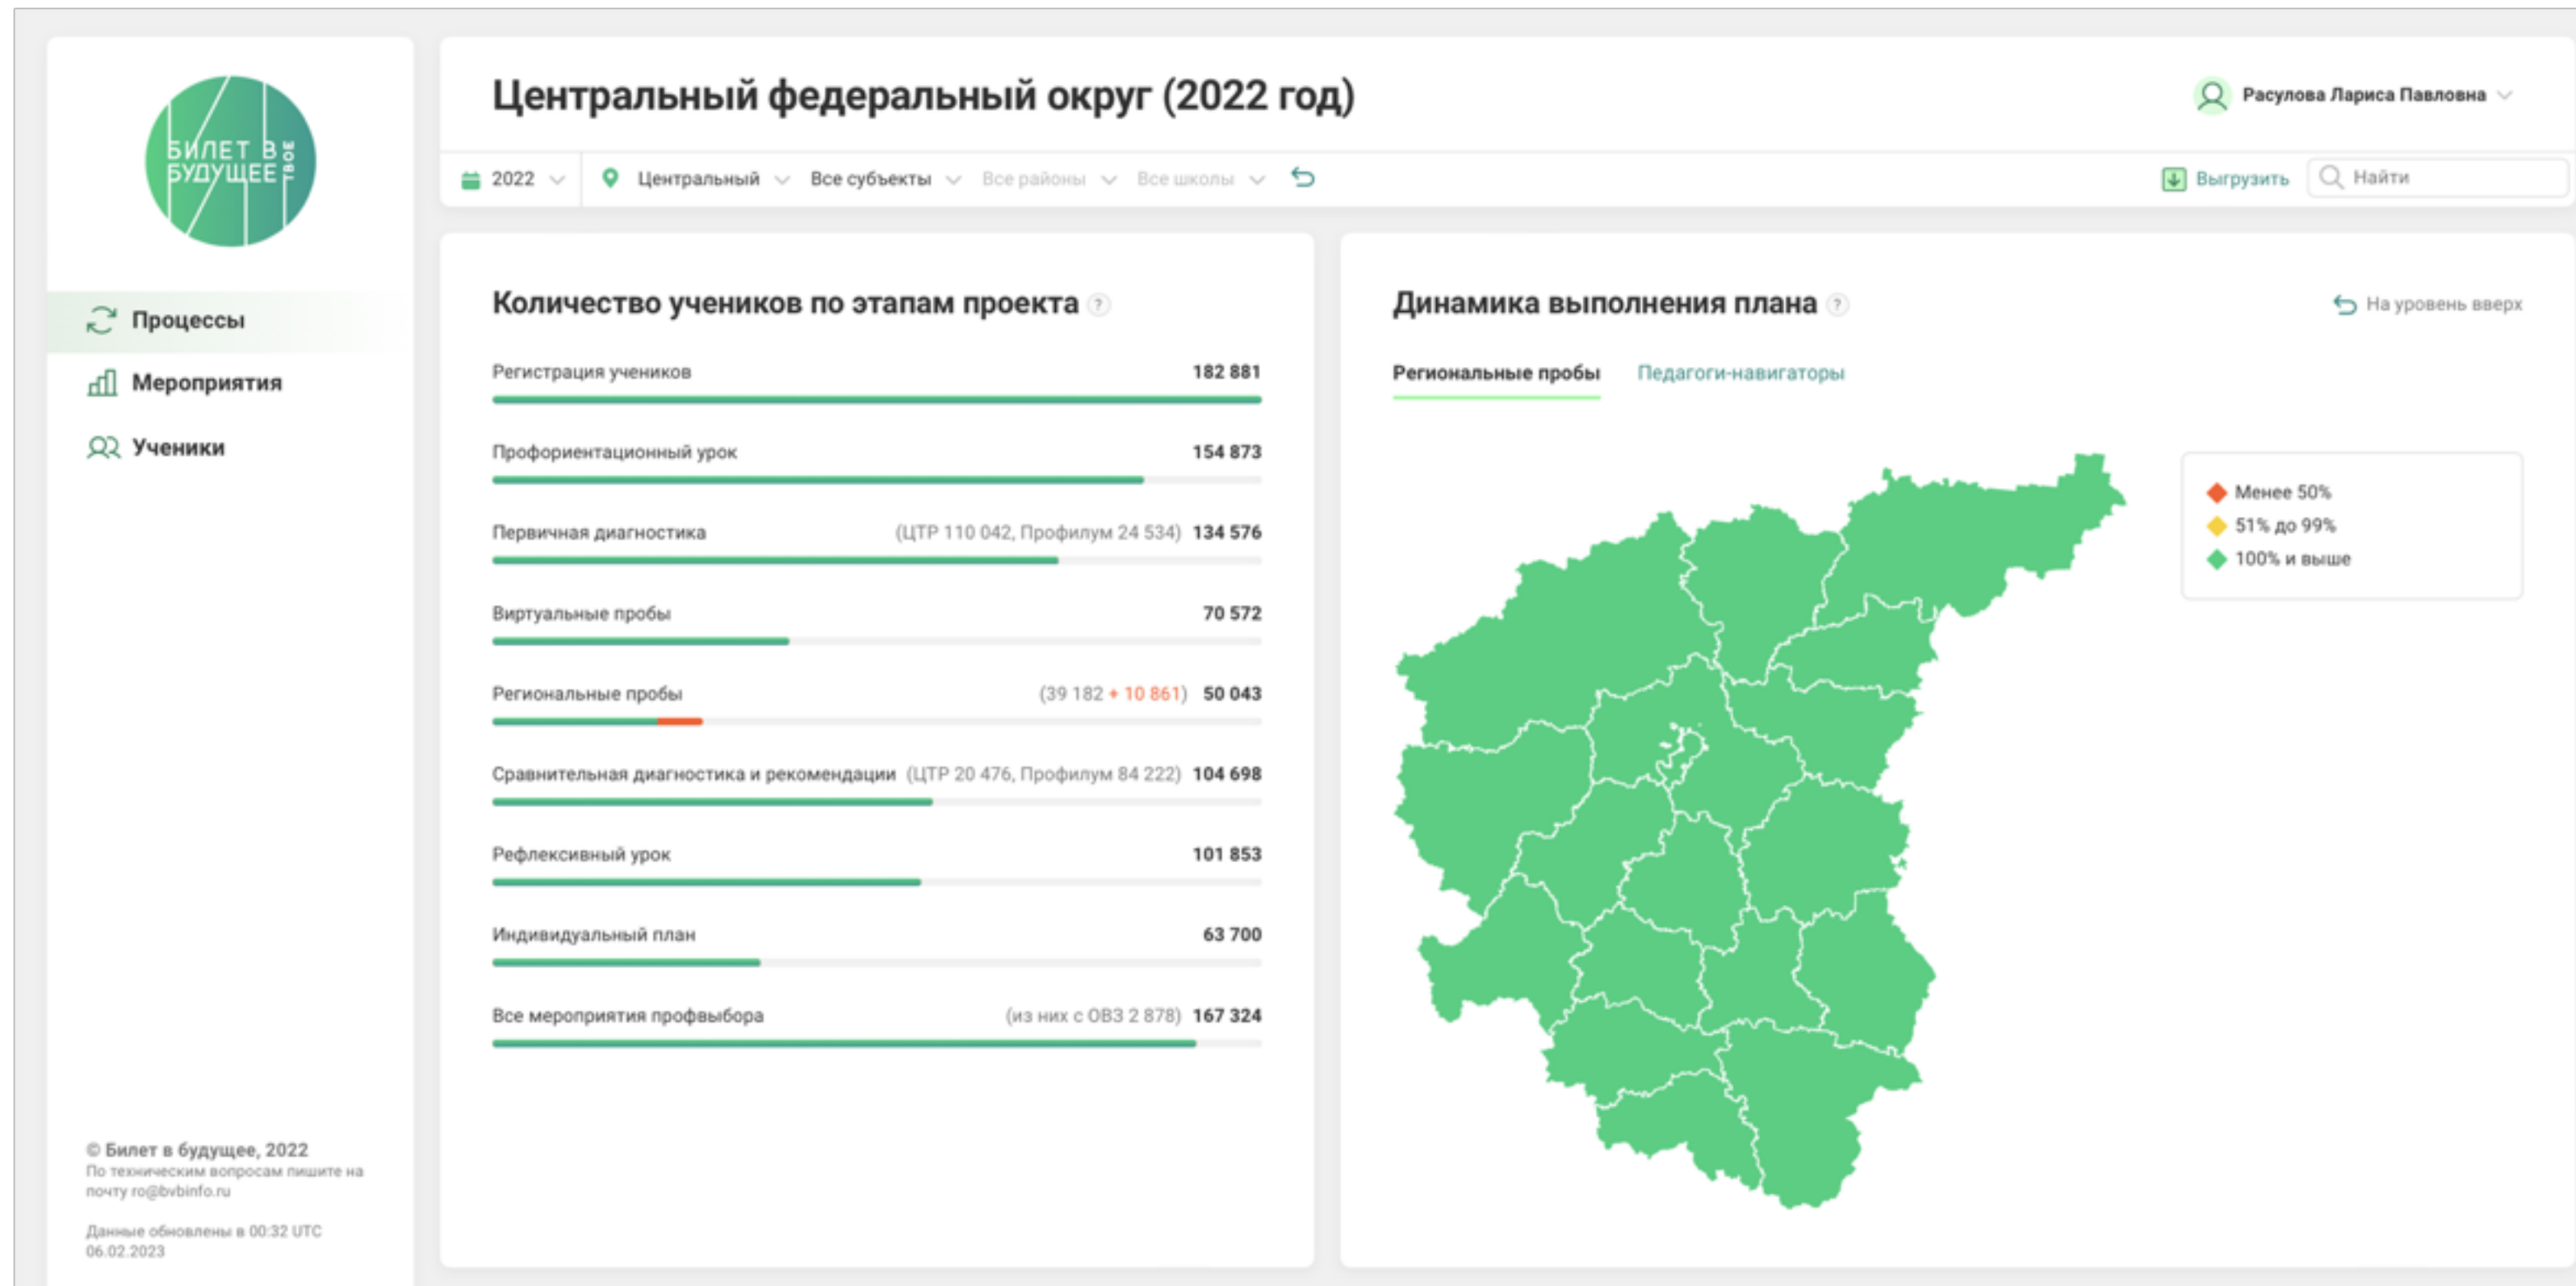 БИЛЕТ В
БУДУЩЕЕ
ТВОЕ
Процессы
Мероприятия
Ученики
© Билет в будущее, 2022
По техническим вопросам пишите на
почту ro@bvbinfo.ru
Данные обновлены в 00:32 UTC
06.02.2023
Центральный федеральный округ (2022 год)
Расулова Лариса Павловна
2022 Центральный Все субъекты Все районы Все школы Выгрузить Найти
Количество учеников по этапам проекта ?
Регистрация учеников 182 881
Профориентационный урок 154 873
Первичная диагностика (ЦТР 110 042, Профилум 24 534) 134 576
Виртуальные пробы 70 572
Региональные пробы (39 182 + 10 861) 50 043
Сравнительная диагностика и рекомендации (ЦТР 20 476, Профилум 84 222) 104 698
Рефлексивный урок 101 853
Индивидуальный план 63 700
Все мероприятия профвыбора (из них с ОВЗ 2 878) 167 324
Динамика выполнения плана ? На уровень вверх
Региональные пробы Педагоги-навигаторы
Менее 50%
51% до 99%
100% и выше